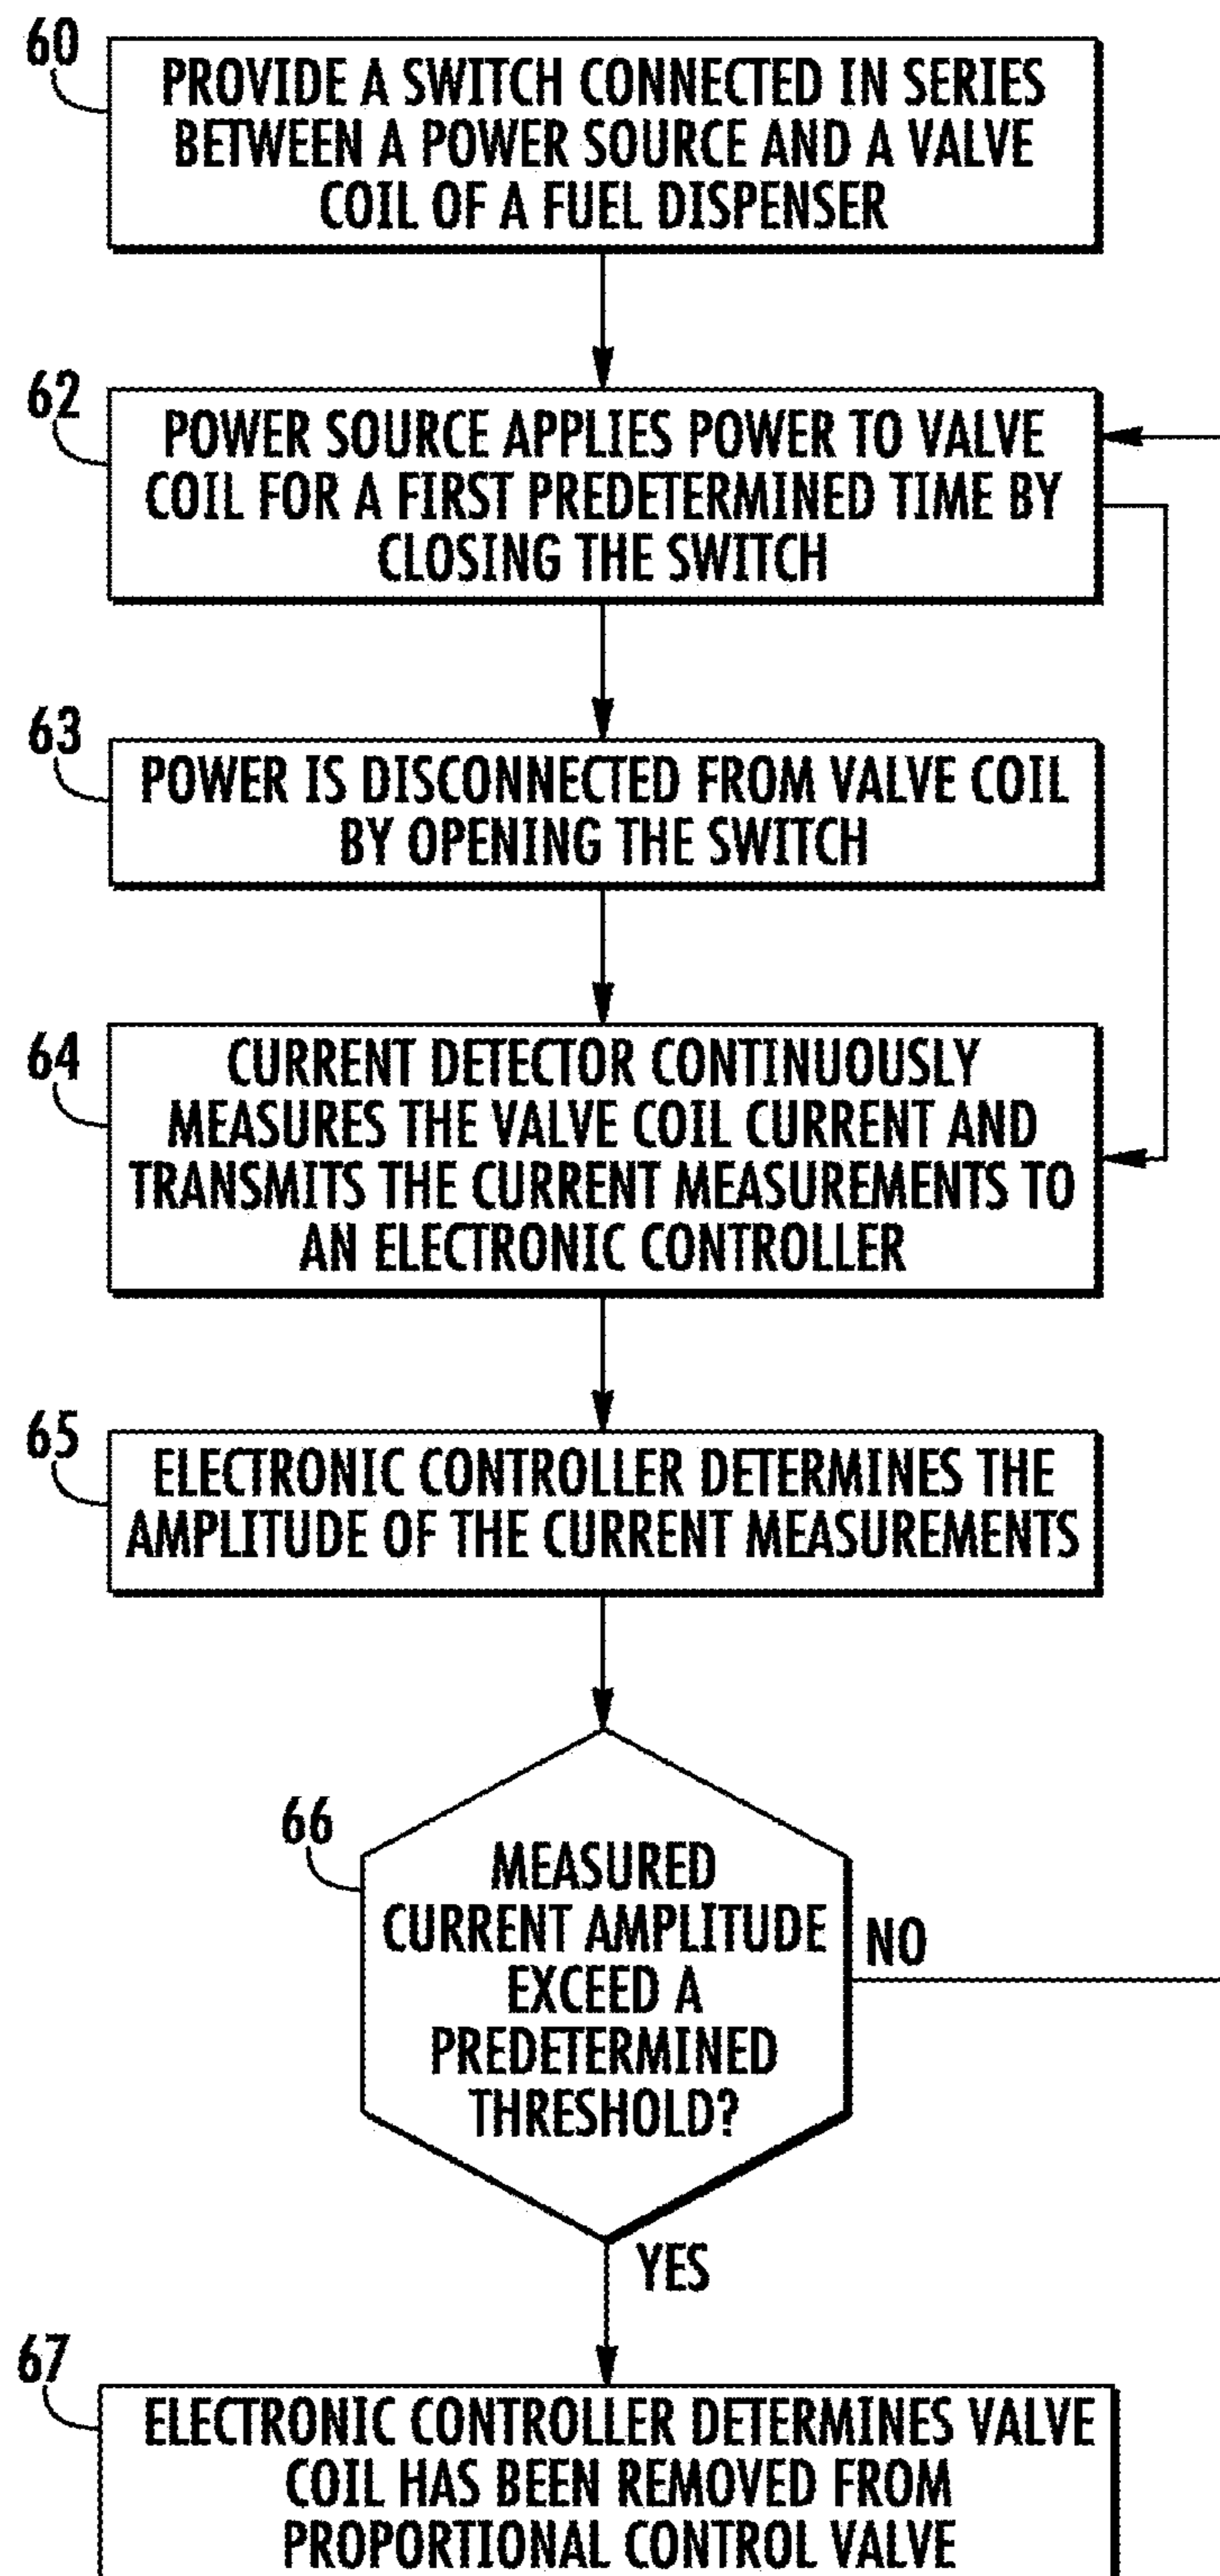 60
PROVIDE A SWITCH CONNECTED IN SERIES
BETWEEN A POWER SOURCE AND A VALVE
COIL OF A FUEL DISPENSER
62
POWER SOURCE APPLIES POWER TO VALVE
COIL FOR A FIRST PREDETERMINED TIME BY
CLOSING THE SWITCH
63
POWER IS DISCONNECTED FROM VALVE COIL
BY OPENING THE SWITCH
64
CURRENT DETECTOR CONTINUOUSLY
MEASURES THE VALVE COIL CURRENT AND
TRANSMITS THE CURRENT MEASUREMENTS TO
AN ELECTRONIC CONTROLLER
65
ELECTRONIC CONTROLLER DETERMINES THE
AMPLITUDE OF THE CURRENT MEASUREMENTS
66
MEASURED
CURRENT AMPLITUDE
EXCEED A
PREDETERMINED
THRESHOLD?
NO
YES
67
ELECTRONIC CONTROLLER DETERMINES VALVE
COIL HAS BEEN REMOVED FROM
PROPORTIONAL CONTROL VALVE